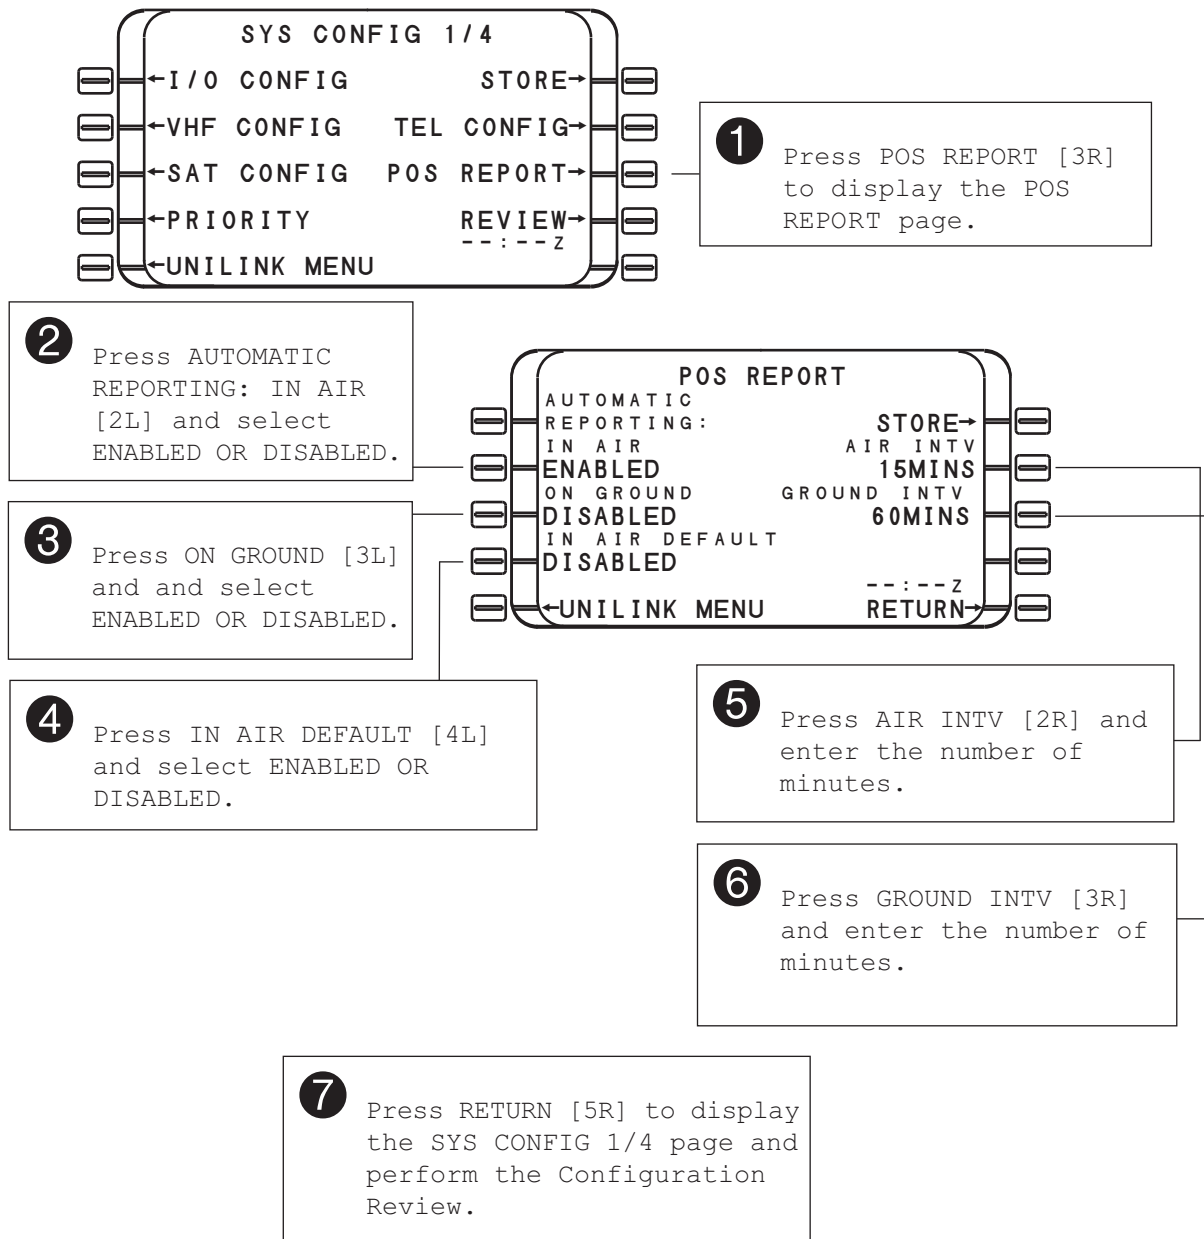 SYS CONFIG 1/4
←I/O CONFIG STORE→
←VHF CONFIG TEL CONFIG→
←SAT CONFIG POS REPORT→
←PRIORITY REVIEW→
--:--Z
←UNILINK MENU
1
Press POS REPORT [3R]
to display the POS
REPORT page.
2
Press AUTOMATIC
REPORTING: IN AIR
[2L] and select
ENABLED OR DISABLED.
3
Press ON GROUND [3L]
and and select
ENABLED OR DISABLED.
4
Press IN AIR DEFAULT [4L]
and select ENABLED OR
DISABLED.
POS REPORT
AUTOMATIC
REPORTING: STORE→
IN AIR AIR INTV
ENABLED 15MINS
ON GROUND GROUND INTV
DISABLED 60MINS
IN AIR DEFAULT
DISABLED
--:--Z
←UNILINK MENU RETURN→
5
Press AIR INTV [2R] and
enter the number of
minutes.
6
Press GROUND INTV [3R]
and enter the number of
minutes.
7
Press RETURN [5R] to display
the SYS CONFIG 1/4 page and
perform the Configuration
Review.